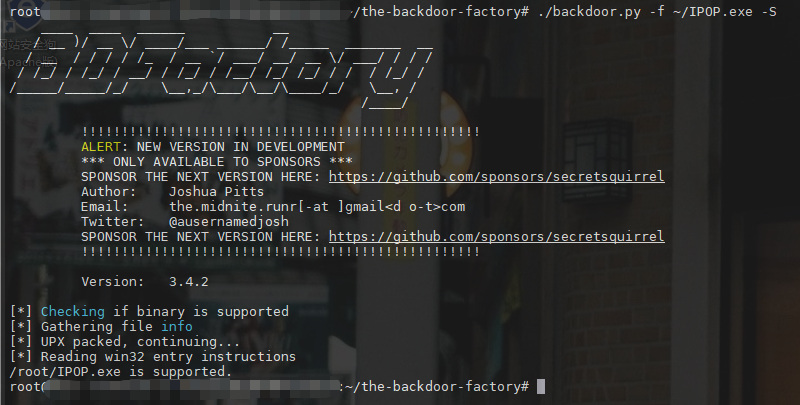 root /the-backdoor-factory# ./backdoor.py -f ~/IPOP.exe -S
!!!!!!!!!!!!!!!!!!!!!!!!!!!!!!!!!!!!!!!!!!!!!!!!!!
ALERT: NEW VERSION IN DEVELOPMENT
*** ONLY AVAILABLE TO SPONSORS ***
SPONSOR THE NEXT VERSION HERE: https://github.com/sponsors/secretsquirrel
Author: Joshua Pitts
Email: the.midnite.runr[-at ]gmail<d o-t>com
Twitter: @ausernamedjosh
SPONSOR THE NEXT VERSION HERE: https://github.com/sponsors/secretsquirrel
!!!!!!!!!!!!!!!!!!!!!!!!!!!!!!!!!!!!!!!!!!!!!!!!!!
Version: 3.4.2
[*] Checking if binary is supported
[*] Gathering file info
[*] UPX packed, continuing...
[*] Reading win32 entry instructions
/root/IPOP.exe is supported.
root@ :~/the-backdoor-factory#